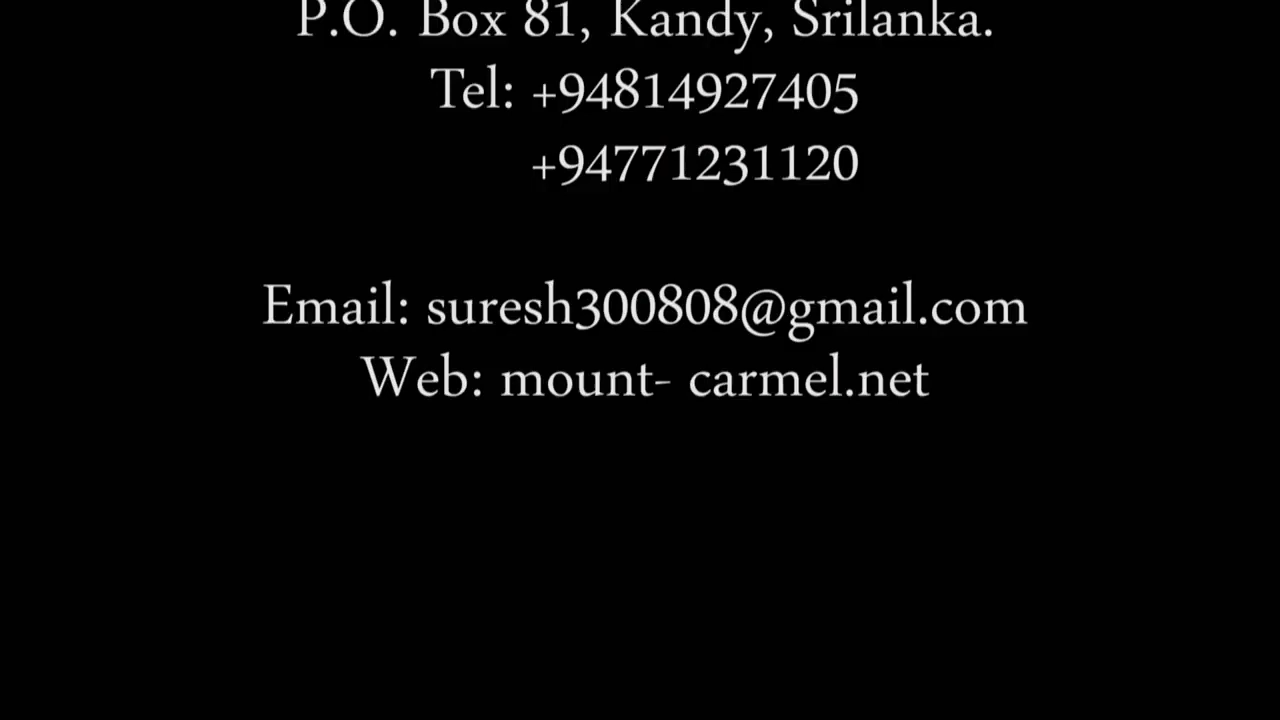 P.O. Box 81, Kandy, Srilanka.
Tel: +94814927405
+94771231120
Email: suresh300808@gmail.com
Web: mount- carmel.net